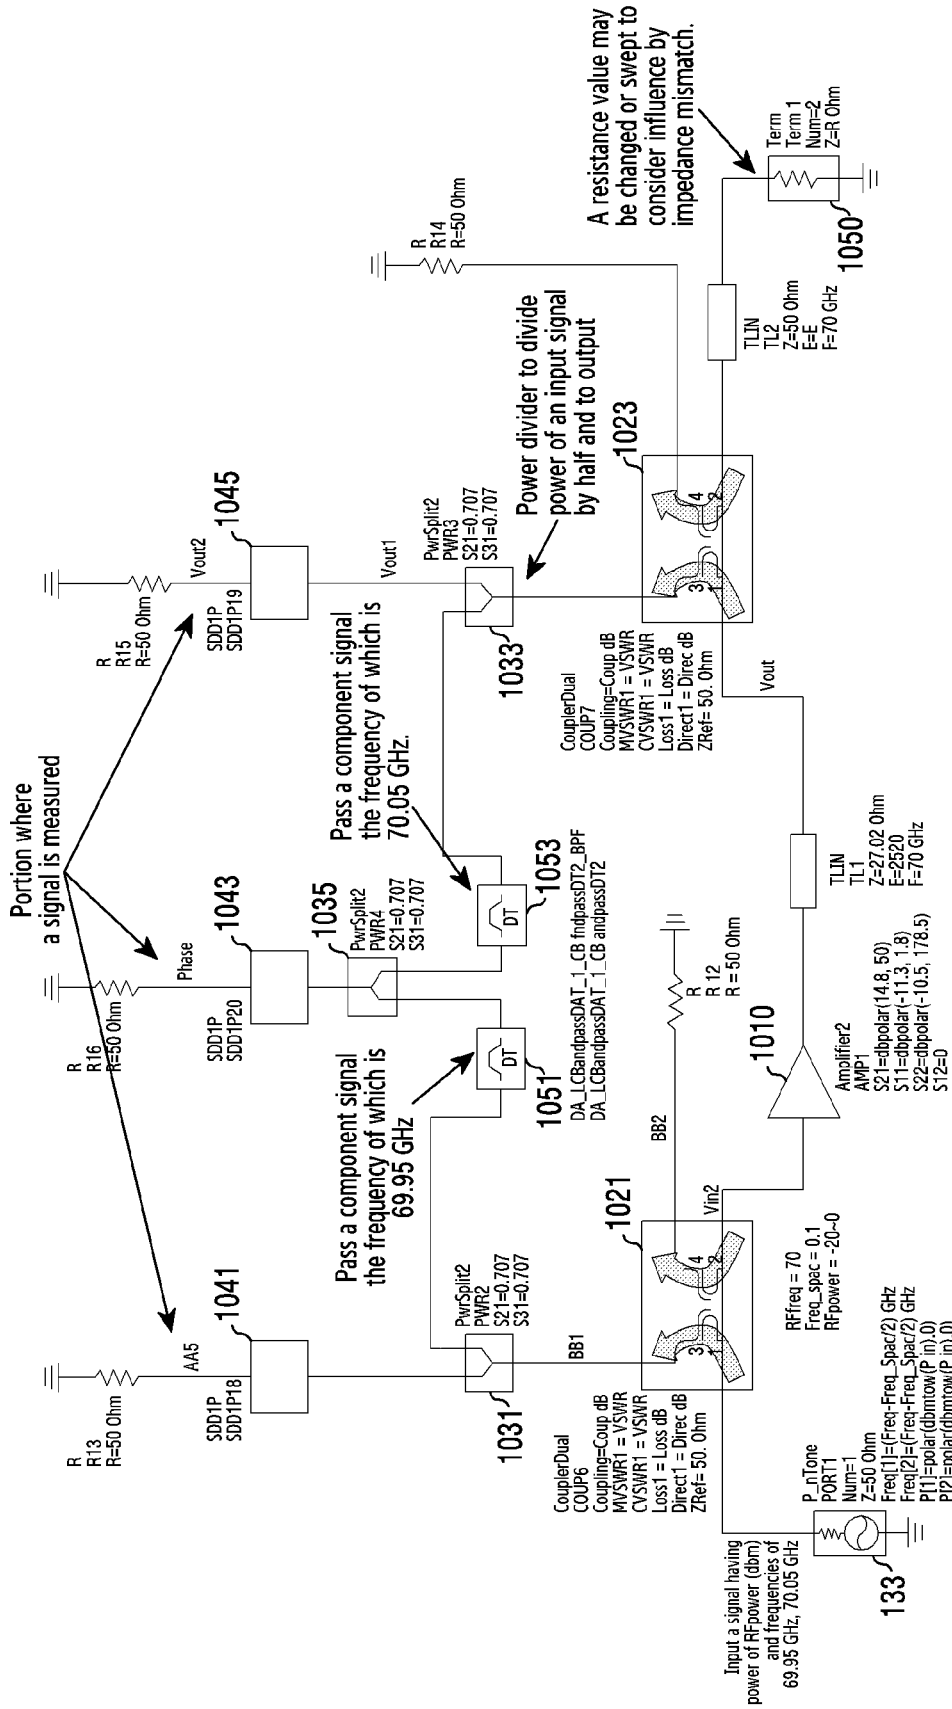 Portion where
a signal is measured
R
R13
R=50 Ohm
AA5
SDD1P
SDD1P18
1041
R
R16
R=50 Ohm
Phase
SDD1P
SDD1P20
1043
R
R15
R=50 Ohm
Vout2
SDD1P
SDD1P19
1045
R
R14
R=50 Ohm
A resistance value may
be changed or swept to
consider influence by
impedance mismatch.
Pass a component signal
the frequency of which is
69.95 GHz
PwrSplit2
PWR4
S21=0.707
S31=0.707
1035
Pass a component signal
the frequency of which is
70.05 GHz.
Vout1
PwrSplit2
PWR3
S21=0.707
S31=0.707
1033
Power divider to divide
power of an input signal
by half and to output
PwrSplit2
PWR2
S21=0.707
S31=0.707
1031
DT
1051
DT
1053
DA_LCBandpassDAT_1_CB fndpassDT2_BPF
DA_LCBandpassDAT_1_CB andpassDT2
BB1
CouplerDual
COUP6
Coupling=Coup dB
MVSWR1 = VSWR
CVSWR1 = VSWR
Loss1 = Loss dB
Direct1 = Direc dB
ZRef= 50. Ohm
3
4
1
2
1021
BB2
R
R 12
R = 50 Ohm
CouplerDual
COUP7
Coupling=Coup dB
MVSWR1 = VSWR
CVSWR1 = VSWR
Loss1 = Loss dB
Direct1 = Direc dB
ZRef= 50. Ohm
3
4
1
2
1023
Term
Term 1
Num=2
Z=R Ohm
1050
Input a signal having
power of RFpower (dbm)
and frequencies of
69.95 GHz, 70.05 GHz
Vin2
RFfreq = 70
Freq_spac = 0.1
RFpower = -20~0
1010
Amplifier2
AMP1
S21=dbpolar(14.8, 50)
S11=dbpolar(-11.3, 1.8)
S22=dbpolar(-10.5, 178.5)
S12=0
TLIN
TL1
Z=27.02 Ohm
E=2520
F=70 GHz
Vout
TLIN
TL2
Z=50 Ohm
E=E
F=70 GHz
133
P_nTone
PORT1
Num=1
Z=50 Ohm
Freq[1]=(Freq-Freq_Spac/2) GHz
Freq[2]=(Freq-Freq_Spac/2) GHz
P[1]=polar(dbmtow(P_in),0)
P[2]=polar(dbmtow(P_in),0)